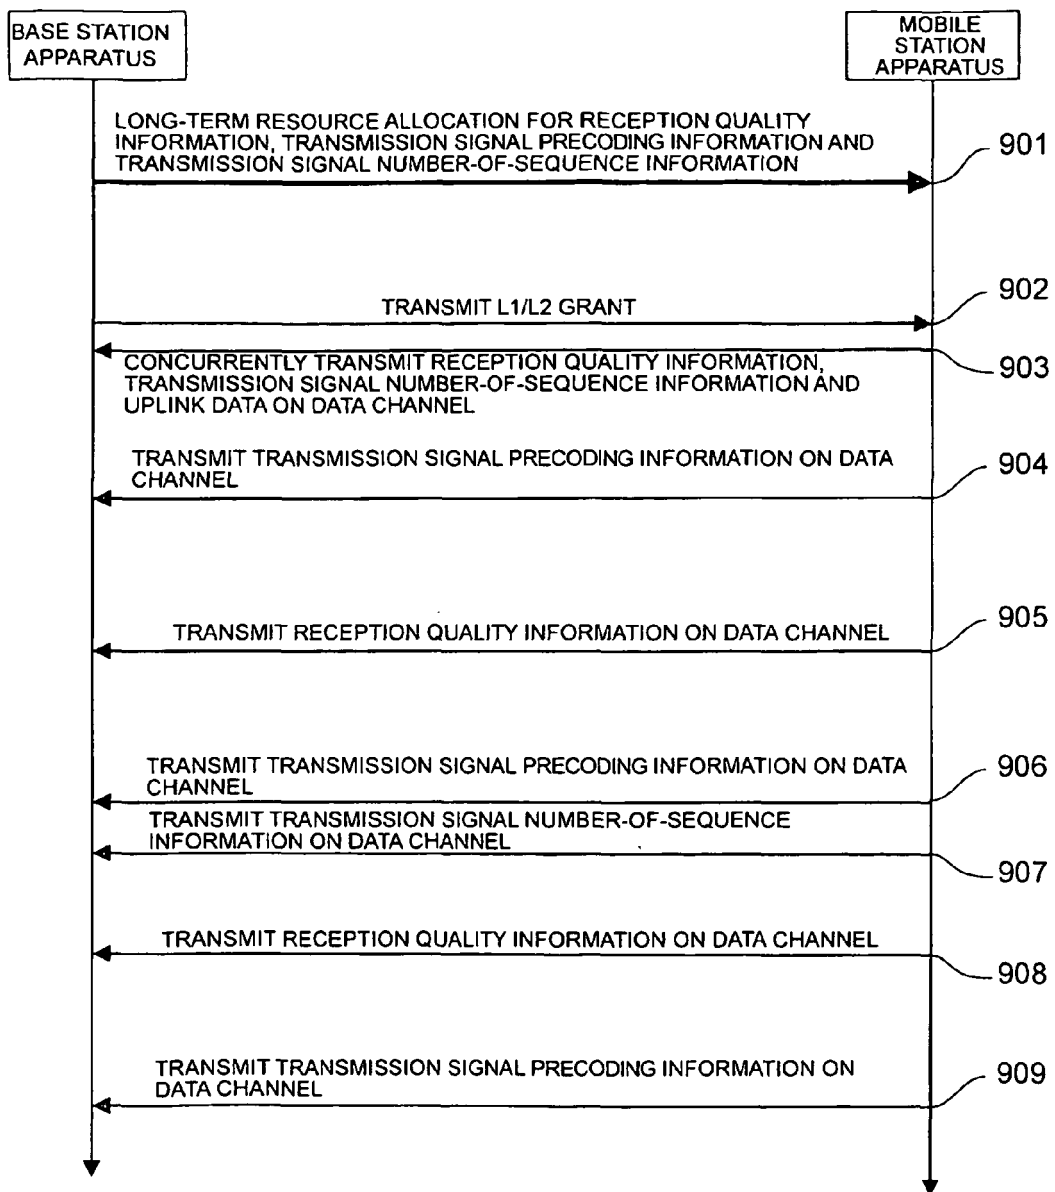 BASE STATION
APPARATUS
MOBILE
STATION
APPARATUS
LONG-TERM RESOURCE ALLOCATION FOR RECEPTION QUALITY
INFORMATION, TRANSMISSION SIGNAL PRECODING INFORMATION AND
TRANSMISSION SIGNAL NUMBER-OF-SEQUENCE INFORMATION
901
TRANSMIT L1/L2 GRANT
902
CONCURRENTLY TRANSMIT RECEPTION QUALITY INFORMATION,
TRANSMISSION SIGNAL NUMBER-OF-SEQUENCE INFORMATION AND
UPLINK DATA ON DATA CHANNEL
903
TRANSMIT TRANSMISSION SIGNAL PRECODING INFORMATION ON DATA
CHANNEL
904
TRANSMIT RECEPTION QUALITY INFORMATION ON DATA CHANNEL
905
TRANSMIT TRANSMISSION SIGNAL PRECODING INFORMATION ON DATA
CHANNEL
906
TRANSMIT TRANSMISSION SIGNAL NUMBER-OF-SEQUENCE
INFORMATION ON DATA CHANNEL
907
TRANSMIT RECEPTION QUALITY INFORMATION ON DATA CHANNEL
908
TRANSMIT TRANSMISSION SIGNAL PRECODING INFORMATION ON
DATA CHANNEL
909